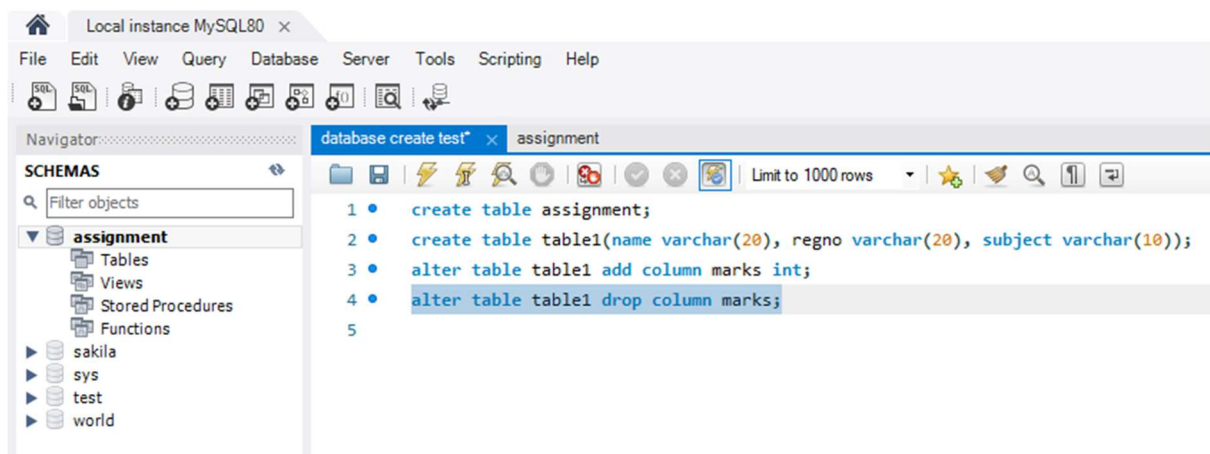 Local instance MySQL80 ×
File Edit View Query Database Server Tools Scripting Help
Navigator
SCHEMAS
Filter objects
assignment
Tables
Views
Stored Procedures
Functions
sakila
sys
test
world
database create test* × assignment
Limit to 1000 rows
1 create table assignment;
2 create table table1(name varchar(20), regno varchar(20), subject varchar(10));
3 alter table table1 add column marks int;
4 alter table table1 drop column marks;
5